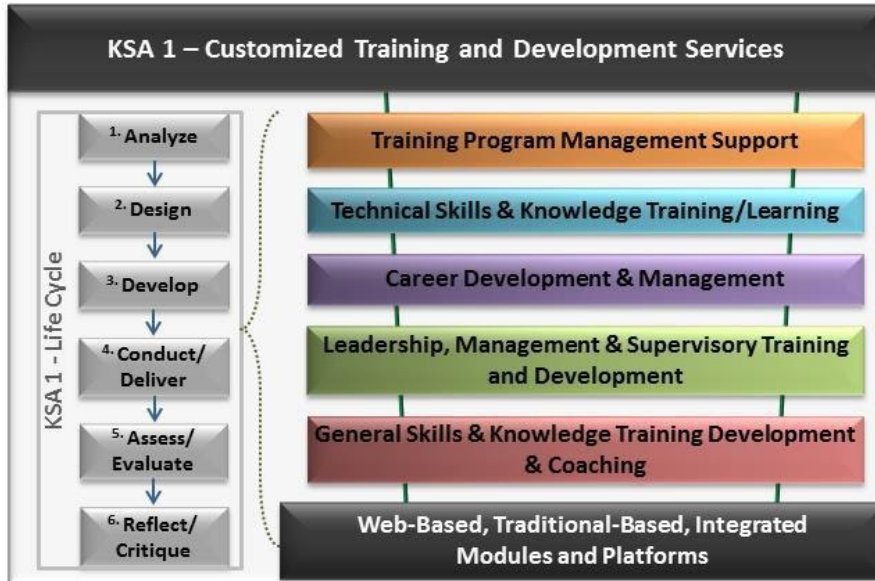 KSA 1 – Customized Training and Development Services
KSA 1 - Life Cycle
1. Analyze
2. Design
3. Develop
4. Conduct/
Deliver
5. Assess/
Evaluate
6. Reflect/
Critique
Training Program Management Support
Technical Skills & Knowledge Training/Learning
Career Development & Management
Leadership, Management & Supervisory Training
and Development
General Skills & Knowledge Training Development
& Coaching
Web-Based, Traditional-Based, Integrated
Modules and Platforms